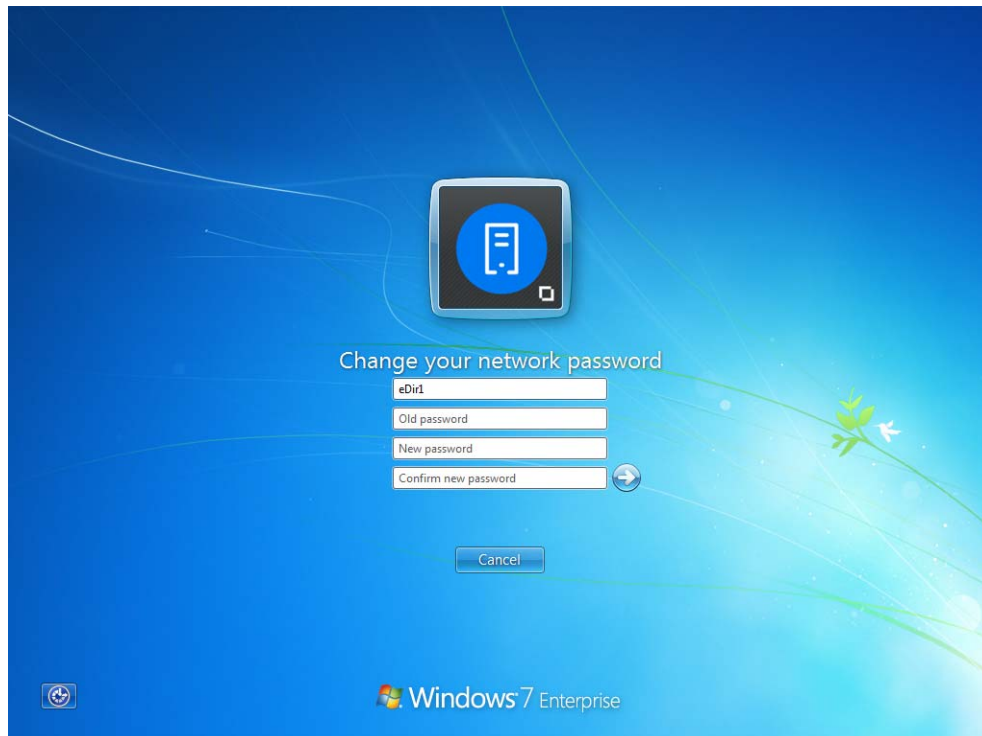 Change your network password
eDir1
Old password
New password
Confirm new password
Cancel
Windows 7 Enterprise